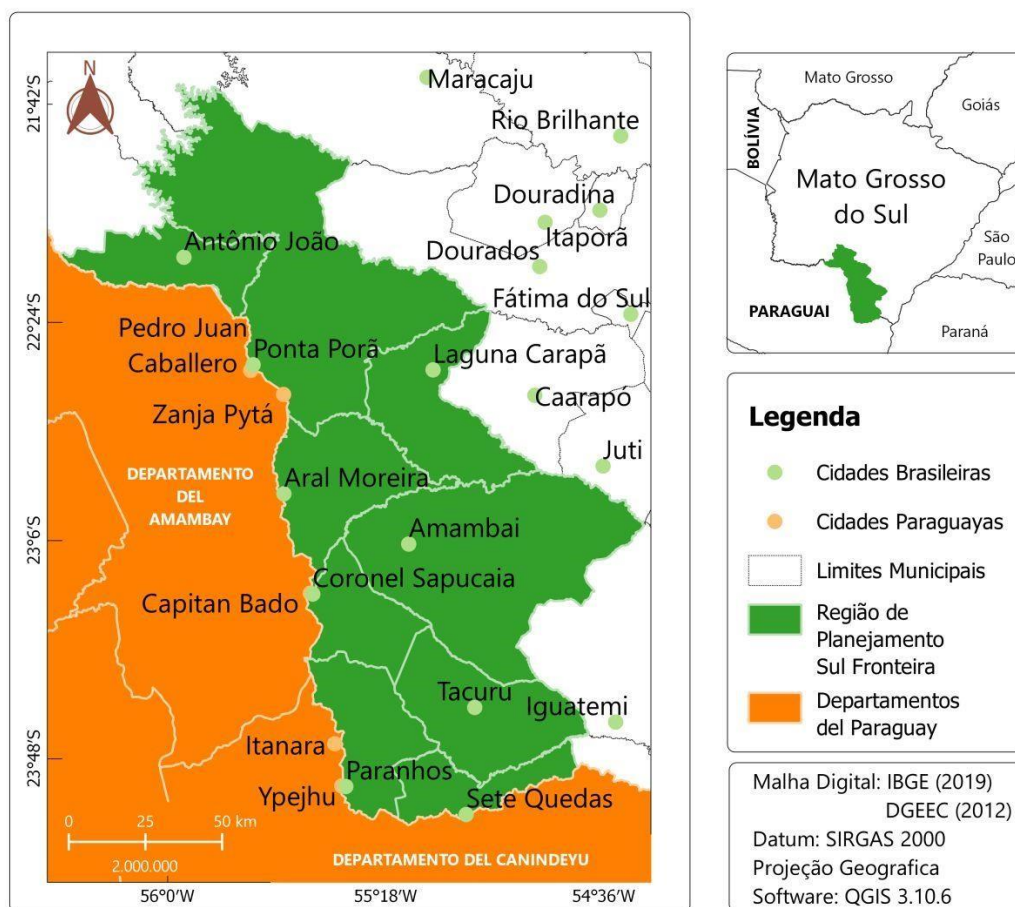 N
21°42'S
22°24'S
23°6'S
23°48'S
Maracaju
Rio Brilhante
Douradina
Itaporã
Dourados
Antônio João
Fátima do Sul
Pedro Juan
Caballero
Ponta Porã
Laguna Carapã
Caarapó
Zanja Pytá
Juti
DEPARTAMENTO
DEL
AMAMBAY
Aral Moreira
Amambai
Coronel Sapucaia
Capitan Bado
Tacuru
Iguatemi
Itanara
Paranhos
Ypejhu
Sete Quedas
0 25 50 km
2.000.000
DEPARTAMENTO DEL CANINDEYU
56°0'W 55°18'W 54°36'W
Mato Grosso
Goiás
BOLÍVIA
Mato Grosso
do Sul
São
Paulo
PARAGUAI
Paraná
Legenda
Cidades Brasileiras
Cidades Paraguayas
Limites Municipais
Região de
Planejamento
Sul Fronteira
Departamentos
del Paraguay
Malha Digital: IBGE (2019)
DGEEC (2012)
Datum: SIRGAS 2000
Projeção Geografica
Software: QGIS 3.10.6